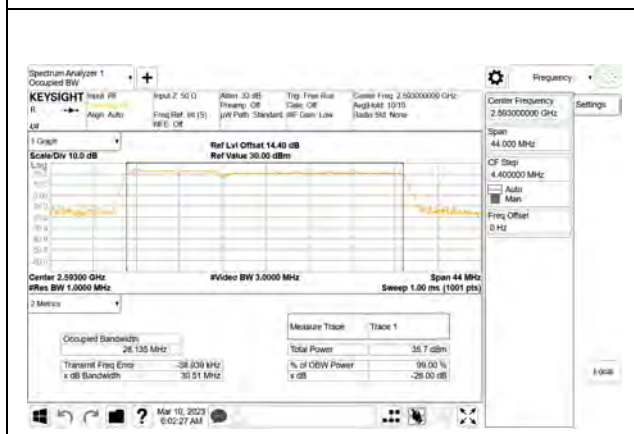 Spectrum Analyzer 1
Occupied BW
Frequency
KEYSIGHT Input: RF
Input Z: 50 Ω
Atten: 32 dB
Trig: Free Run
Center Freq: 2.593000000 GHz
Preamp: Off
Gate: Off
Avg|Hold: 10/10
Align: Auto
Freq Ref: Int (S)
µW Path: Standard
#IF Gain: Low
Radio Std: None
NFE: Off
Center Frequency
2.593000000 GHz
Settings
Span
44.000 MHz
CF Step
4.400000 MHz
Auto
Man
Freq Offset
0 Hz
1 Graph
Ref Lvl Offset 14.40 dB
Scale/Div 10.0 dB
Ref Value 30.00 dBm
Log
Center 2.59300 GHz
#Video BW 3.0000 MHz
Span 44 MHz
#Res BW 1.0000 MHz
Sweep 1.00 ms (1001 pts)
2 Metrics
Measure Trace
Trace 1
Occupied Bandwidth
28.135 MHz
Total Power
35.7 dBm
Transmit Freq Error
-38.939 kHz
% of OBW Power
99.00 %
x dB Bandwidth
30.51 MHz
x dB
-26.00 dB
Local
Mar 10, 2023
6:02:27 AM